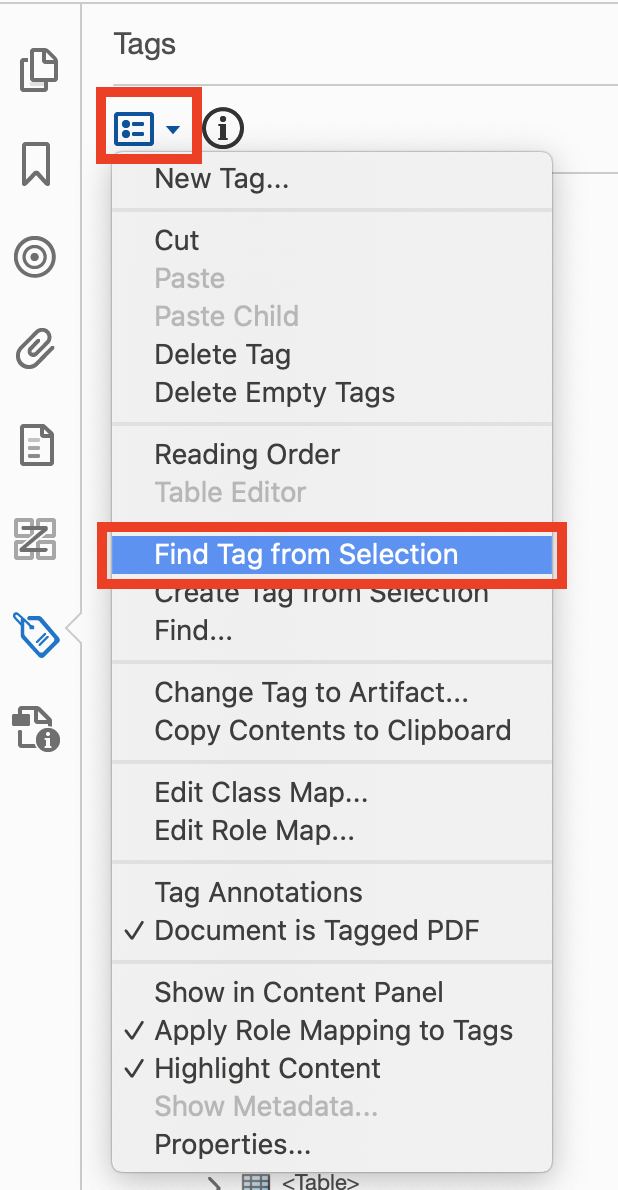 Tags
New Tag...
Cut
Paste
Paste Child
Delete Tag
Delete Empty Tags
Reading Order
Table Editor
Find Tag from Selection
Create Tag from Selection
Find...
Change Tag to Artifact...
Copy Contents to Clipboard
Edit Class Map...
Edit Role Map...
Tag Annotations
✓ Document is Tagged PDF
Show in Content Panel
✓ Apply Role Mapping to Tags
✓ Highlight Content
Show Metadata...
Properties...
<Table>